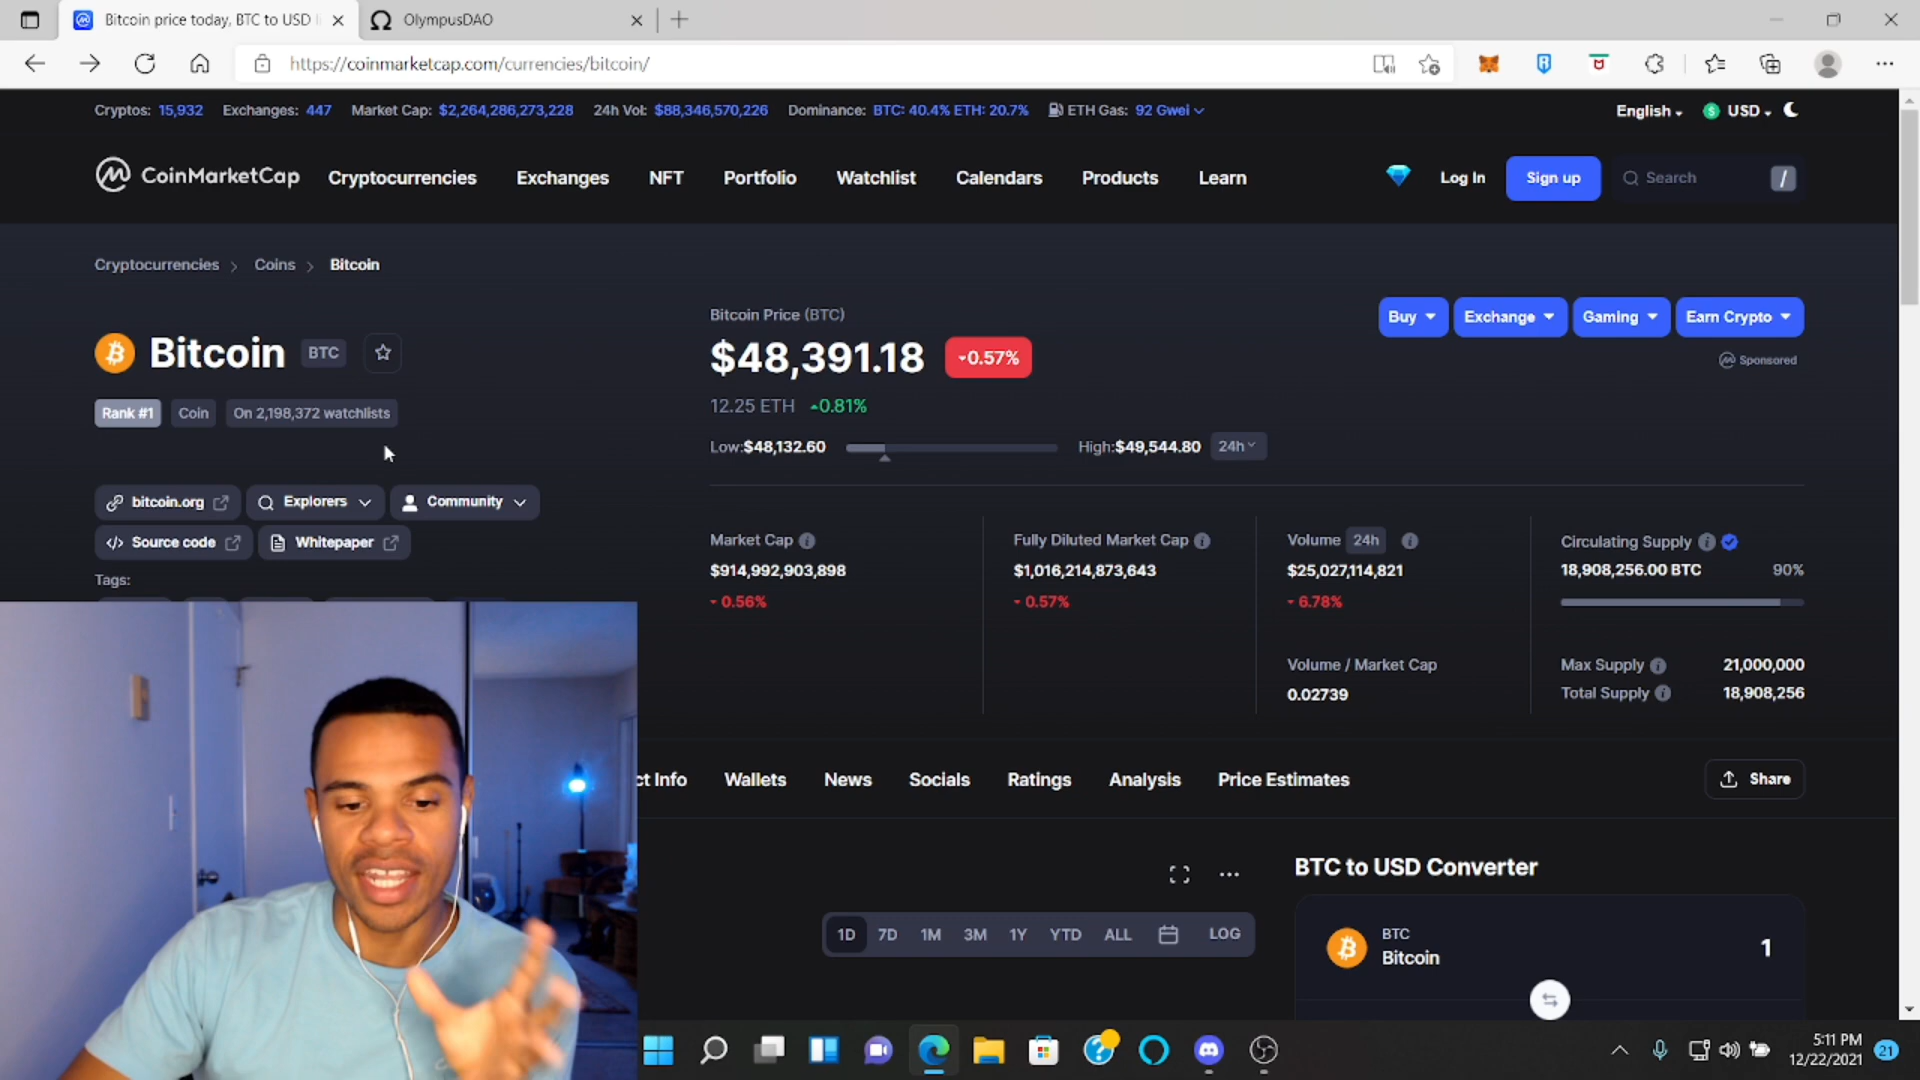 Bitcoin price today, BTC to USD
OlympusDAO
https://coinmarketcap.com/currencies/bitcoin/
Cryptos: 15,932 Exchanges: 447 Market Cap: $2,264,286,273,228 24h Vol: $88,346,570,226 Dominance: BTC: 40.4% ETH: 20.7% ETH Gas: 92 Gwei
English USD
CoinMarketCap Cryptocurrencies Exchanges NFT Portfolio Watchlist Calendars Products Learn
Log In Sign up Search /
Cryptocurrencies > Coins > Bitcoin
Bitcoin BTC
Rank #1 Coin On 2,198,372 watchlists
bitcoin.org Explorers Community
Source code Whitepaper
Tags:
Bitcoin Price (BTC)
$48,391.18 0.57%
12.25 ETH 0.81%
Low:$48,132.60 High:$49,544.80 24h
Buy Exchange Gaming Earn Crypto
Sponsored
Market Cap
$914,992,903,898
0.56%
Fully Diluted Market Cap
$1,016,214,873,643
0.57%
Volume 24h
$25,027,114,821
6.78%
Volume / Market Cap
0.02739
Circulating Supply
18,908,256.00 BTC 90%
Max Supply 21,000,000
Total Supply 18,908,256
ct Info Wallets News Socials Ratings Analysis Price Estimates
Share
1D 7D 1M 3M 1Y YTD ALL LOG
BTC to USD Converter
BTC
Bitcoin
1
5:11 PM
12/22/2021
21